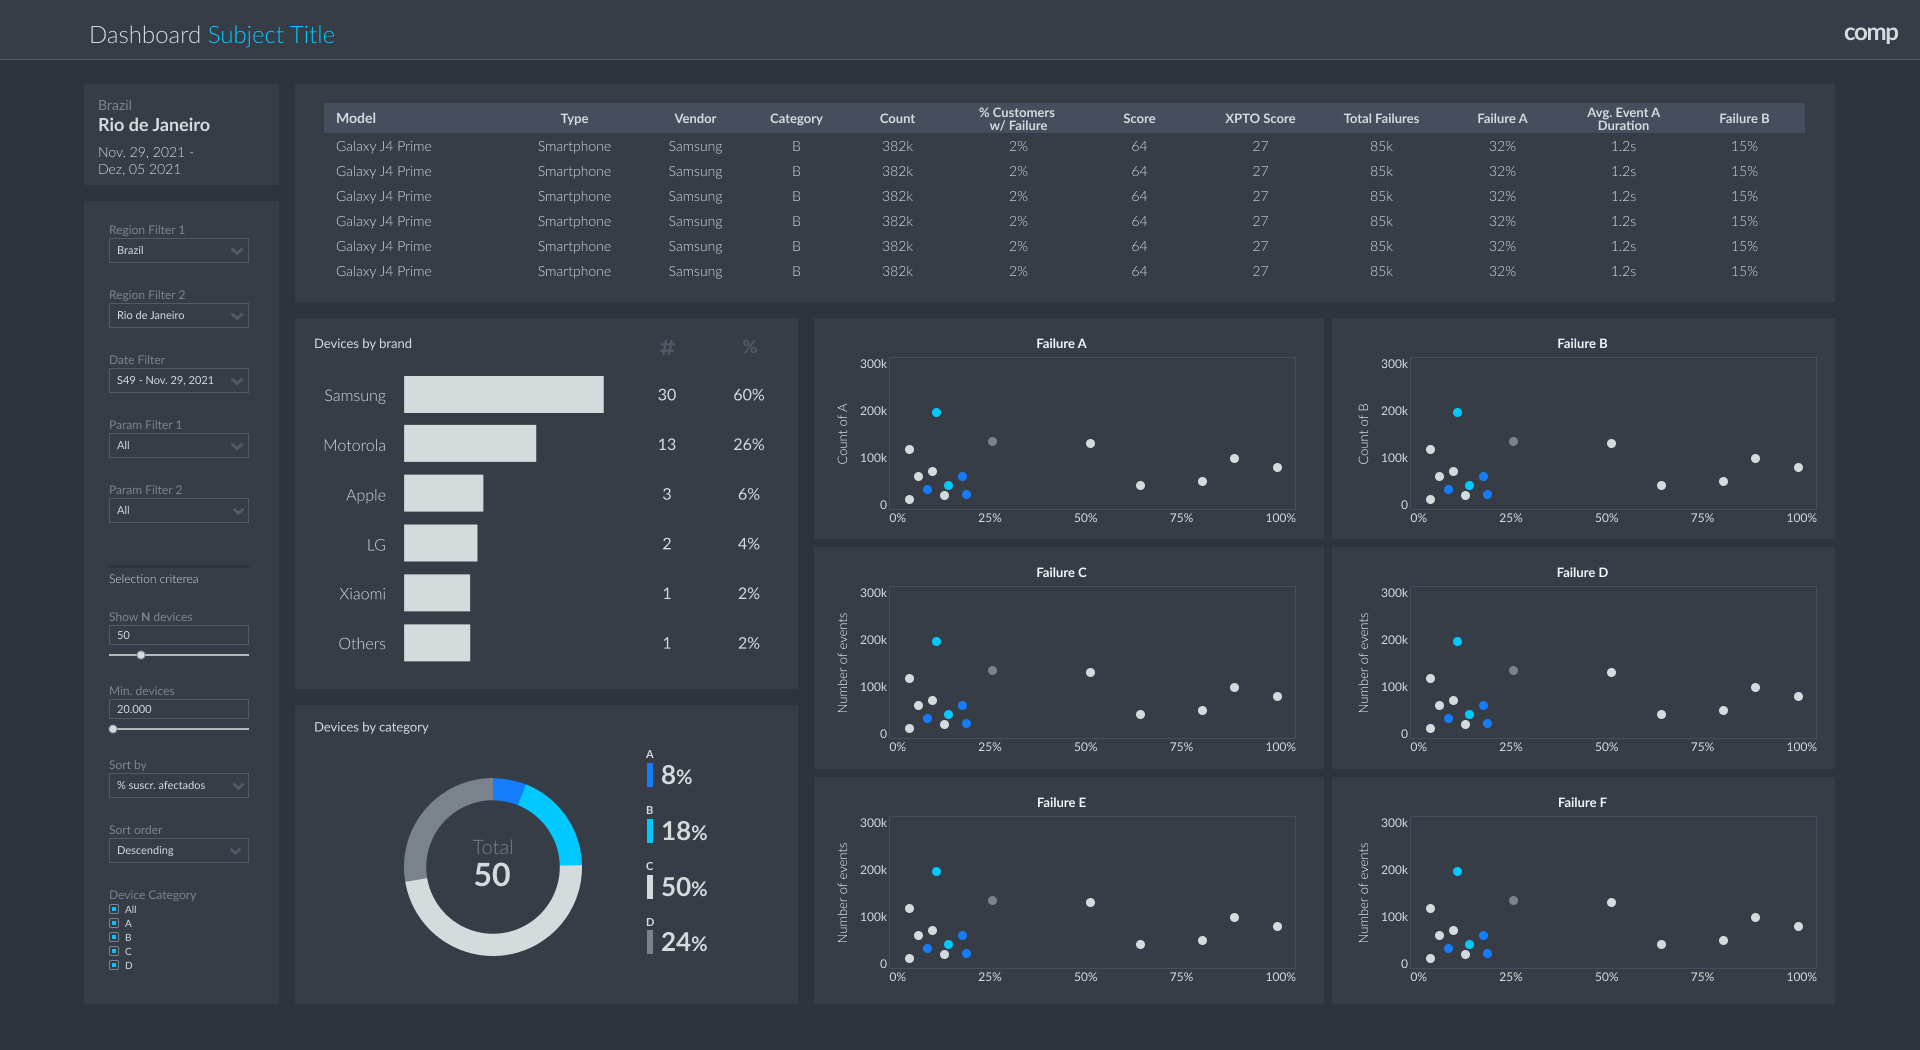 Dashboard Subject Title
comp
Brazil
Rio de Janeiro
Nov. 29, 2021 -
Dez, 05 2021
Region Filter 1
Brazil
Region Filter 2
Rio de Janeiro
Date Filter
S49 - Nov. 29, 2021
Param Filter 1
All
Param Filter 2
All
Selection criterea
Show N devices
50
Min. devices
20.000
Sort by
% suscr. afectados
Sort order
Descending
Device Category
All
A
B
C
D
Model Type Vendor Category Count % Customers w/ Failure Score XPTO Score Total Failures Failure A Avg. Event A Duration Failure B
Galaxy J4 Prime Smartphone Samsung B 382k 2% 64 27 85k 32% 1.2s 15%
Galaxy J4 Prime Smartphone Samsung B 382k 2% 64 27 85k 32% 1.2s 15%
Galaxy J4 Prime Smartphone Samsung B 382k 2% 64 27 85k 32% 1.2s 15%
Galaxy J4 Prime Smartphone Samsung B 382k 2% 64 27 85k 32% 1.2s 15%
Galaxy J4 Prime Smartphone Samsung B 382k 2% 64 27 85k 32% 1.2s 15%
Galaxy J4 Prime Smartphone Samsung B 382k 2% 64 27 85k 32% 1.2s 15%
Devices by brand # %
Samsung 30 60%
Motorola 13 26%
Apple 3 6%
LG 2 4%
Xiaomi 1 2%
Others 1 2%
Devices by category
Total
50
A
8%
B
18%
C
50%
D
24%
Failure A
Count of A
300k
200k
100k
0
0% 25% 50% 75% 100%
Failure B
Count of B
300k
200k
100k
0
0% 25% 50% 75% 100%
Failure C
Number of events
300k
200k
100k
0
0% 25% 50% 75% 100%
Failure D
Number of events
300k
200k
100k
0
0% 25% 50% 75% 100%
Failure E
Number of events
300k
200k
100k
0
0% 25% 50% 75% 100%
Failure F
Number of events
300k
200k
100k
0
0% 25% 50% 75% 100%